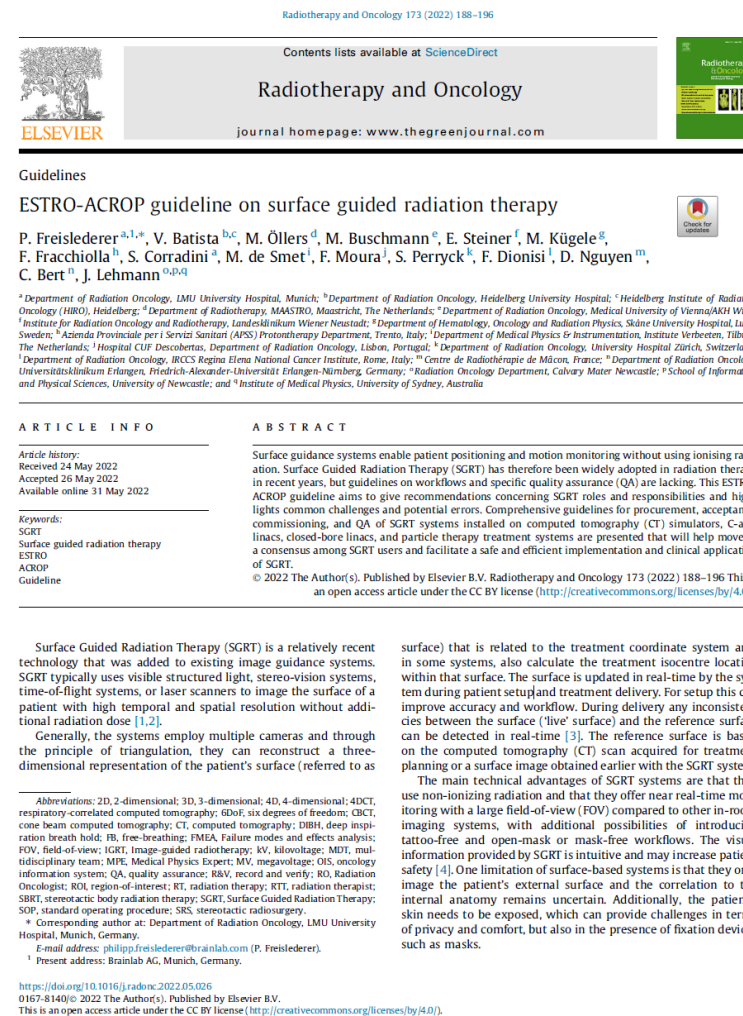 Radiotherapy and Oncology 173 (2022) 188–196
Contents lists available at ScienceDirect
Radiotherapy and Oncology
journal homepage: www.thegreenjournal.com
ELSEVIER
Radiothera
&Oncolo
Guidelines
ESTRO-ACROP guideline on surface guided radiation therapy
Check for
updates
P. Freislederer a,1,*, V. Batista b,c, M. Öllers d, M. Buschmann e, E. Steiner f, M. Kügele g,
F. Fracchiolla h, S. Corradini a, M. de Smet i, F. Moura j, S. Perryck k, F. Dionisi l, D. Nguyen m,
C. Bert n, J. Lehmann o,p,q
a Department of Radiation Oncology, LMU University Hospital, Munich; b Department of Radiation Oncology, Heidelberg University Hospital; c Heidelberg Institute of Radia
Oncology (HIRO), Heidelberg; d Department of Radiotherapy, MAASTRO, Maastricht, The Netherlands; e Department of Radiation Oncology, Medical University of Vienna/AKH Wi
f Institute for Radiation Oncology and Radiotherapy, Landesklinikum Wiener Neustadt; g Department of Hematology, Oncology and Radiation Physics, Skåne University Hospital, Lu
Sweden; h Azienda Provinciale per i Servizi Sanitari (APSS) Protontherapy Department, Trento, Italy; i Department of Medical Physics & Instrumentation, Institute Verbeeten, Tilb
The Netherlands; j Hospital CUF Descobertas, Department of Radiation Oncology, Lisbon, Portugal; k Department of Radiation Oncology, University Hospital Zürich, Switzerla
l Department of Radiation Oncology, IRCCS Regina Elena National Cancer Institute, Rome, Italy; m Centre de Radiothérapie de Mâcon, France; n Department of Radiation Oncolo
Universitätsklinikum Erlangen, Friedrich-Alexander-Universität Erlangen-Nürnberg, Germany; o Radiation Oncology Department, Calvary Mater Newcastle; p School of Informat
and Physical Sciences, University of Newcastle; and q Institute of Medical Physics, University of Sydney, Australia
ARTICLE INFO
Article history:
Received 24 May 2022
Accepted 26 May 2022
Available online 31 May 2022
Keywords:
SGRT
Surface guided radiation therapy
ESTRO
ACROP
Guideline
ABSTRACT
Surface guidance systems enable patient positioning and motion monitoring without using ionising ra
ation. Surface Guided Radiation Therapy (SGRT) has therefore been widely adopted in radiation thera
in recent years, but guidelines on workflows and specific quality assurance (QA) are lacking. This ESTR
ACROP guideline aims to give recommendations concerning SGRT roles and responsibilities and hig
lights common challenges and potential errors. Comprehensive guidelines for procurement, acceptan
commissioning, and QA of SGRT systems installed on computed tomography (CT) simulators, C-a
linacs, closed-bore linacs, and particle therapy treatment systems are presented that will help move
a consensus among SGRT users and facilitate a safe and efficient implementation and clinical applicati
of SGRT.
© 2022 The Author(s). Published by Elsevier B.V. Radiotherapy and Oncology 173 (2022) 188–196 This
an open access article under the CC BY license (http://creativecommons.org/licenses/by/4.0
Surface Guided Radiation Therapy (SGRT) is a relatively recent
technology that was added to existing image guidance systems.
SGRT typically uses visible structured light, stereo-vision systems,
time-of-flight systems, or laser scanners to image the surface of a
patient with high temporal and spatial resolution without addi-
tional radiation dose [1,2].
Generally, the systems employ multiple cameras and through
the principle of triangulation, they can reconstruct a three-
dimensional representation of the patient's surface (referred to as
Abbreviations: 2D, 2-dimensional; 3D, 3-dimensional; 4D, 4-dimensional; 4DCT,
respiratory-correlated computed tomography; 6DoF, six degrees of freedom; CBCT,
cone beam computed tomography; CT, computed tomography; DIBH, deep inspi-
ration breath hold; FB, free-breathing; FMEA, Failure modes and effects analysis;
FOV, field-of-view; IGRT, Image-guided radiotherapy; kV, kilovoltage; MDT, mul-
tidisciplinary team; MPE, Medical Physics Expert; MV, megavoltage; OIS, oncology
information system; QA, quality assurance; R&V, record and verify; RO, Radiation
Oncologist; ROI, region-of-interest; RT, radiation therapy; RTT, radiation therapist;
SBRT, stereotactic body radiation therapy; SGRT, Surface Guided Radiation Therapy;
SOP, standard operating procedure; SRS, stereotactic radiosurgery.
* Corresponding author at: Department of Radiation Oncology, LMU University
Hospital, Munich, Germany.
E-mail address: philipp.freislederer@brainlab.com (P. Freislederer).
1 Present address: Brainlab AG, Munich, Germany.
surface) that is related to the treatment coordinate system an
in some systems, also calculate the treatment isocentre locati
within that surface. The surface is updated in real-time by the sy
tem during patient setup and treatment delivery. For setup this c
improve accuracy and workflow. During delivery any inconsiste
cies between the surface ('live' surface) and the reference surfa
can be detected in real-time [3]. The reference surface is bas
on the computed tomography (CT) scan acquired for treatme
planning or a surface image obtained earlier with the SGRT syste
The main technical advantages of SGRT systems are that th
use non-ionizing radiation and that they offer near real-time mo
itoring with a large field-of-view (FOV) compared to other in-roo
imaging systems, with additional possibilities of introduci
tattoo-free and open-mask or mask-free workflows. The visu
information provided by SGRT is intuitive and may increase patie
safety [4]. One limitation of surface-based systems is that they on
image the patient's external surface and the correlation to t
internal anatomy remains uncertain. Additionally, the patien
skin needs to be exposed, which can provide challenges in ter
of privacy and comfort, but also in the presence of fixation devic
such as masks.
https://doi.org/10.1016/j.radonc.2022.05.026
0167-8140/© 2022 The Author(s). Published by Elsevier B.V.
This is an open access article under the CC BY license (http://creativecommons.org/licenses/by/4.0/).